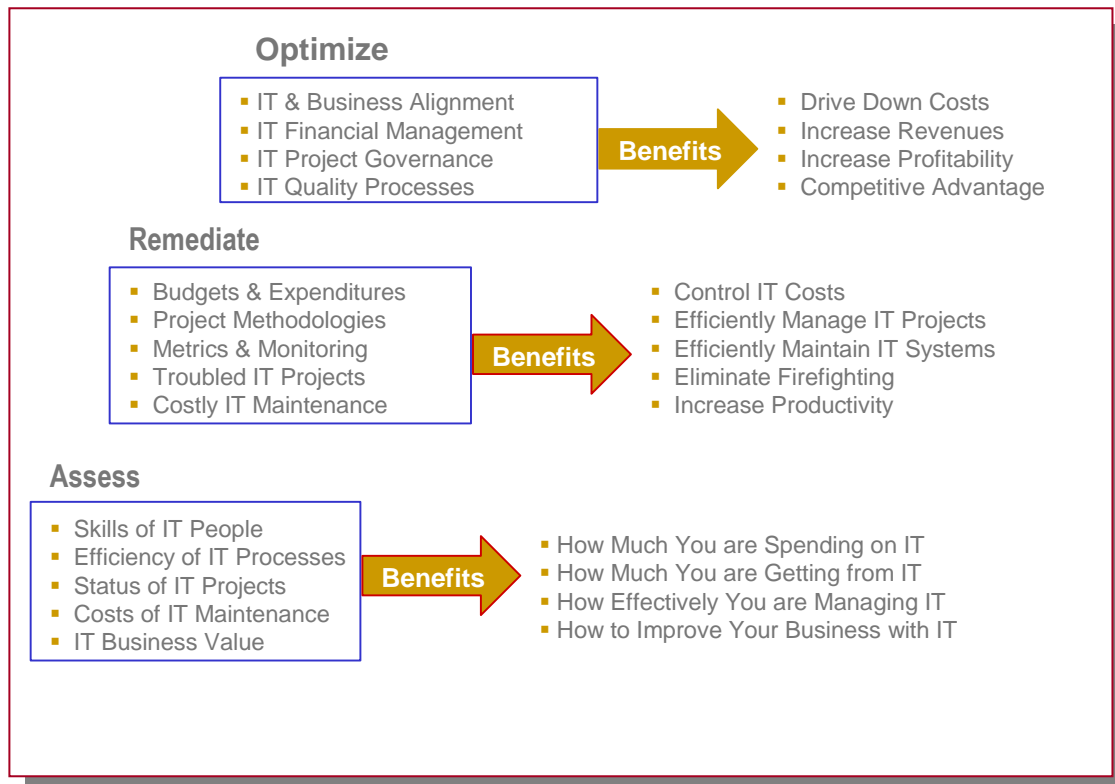 Optimize
▪ IT & Business Alignment
▪ IT Financial Management
▪ IT Project Governance
▪ IT Quality Processes
Benefits
▪ Drive Down Costs
▪ Increase Revenues
▪ Increase Profitability
▪ Competitive Advantage
Remediate
▪ Budgets & Expenditures
▪ Project Methodologies
▪ Metrics & Monitoring
▪ Troubled IT Projects
▪ Costly IT Maintenance
Benefits
▪ Control IT Costs
▪ Efficiently Manage IT Projects
▪ Efficiently Maintain IT Systems
▪ Eliminate Firefighting
▪ Increase Productivity
Assess
▪ Skills of IT People
▪ Efficiency of IT Processes
▪ Status of IT Projects
▪ Costs of IT Maintenance
▪ IT Business Value
Benefits
▪ How Much You are Spending on IT
▪ How Much You are Getting from IT
▪ How Effectively You are Managing IT
▪ How to Improve Your Business with IT